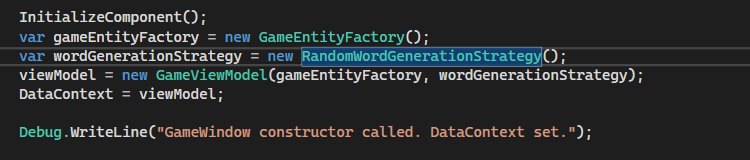 InitializeComponent();
var gameEntityFactory = new GameEntityFactory();
var wordGenerationStrategy = new RandomWordGenerationStrategy();
viewModel = new GameViewModel(gameEntityFactory, wordGenerationStrategy);
DataContext = viewModel;
Debug.WriteLine("GameWindow constructor called. DataContext set.");